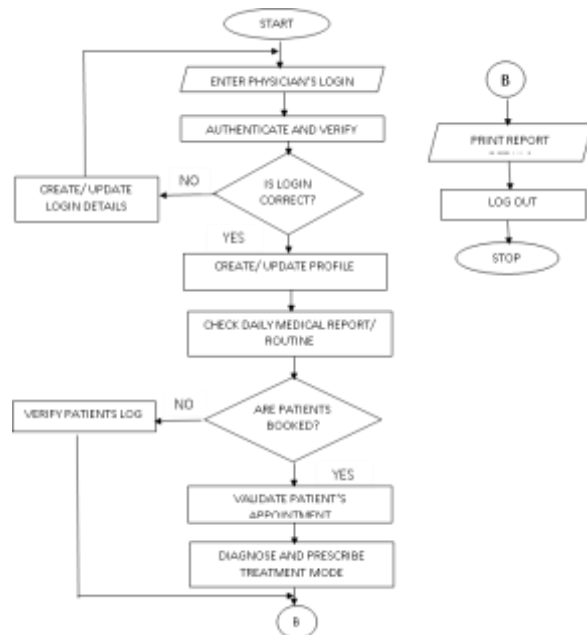 START
ENTER PHYSICIAN'S LOGIN
AUTHENTICATE AND VERIFY
IS LOGIN
CORRECT?
NO
CREATE/ UPDATE
LOGIN DETAILS
YES
CREATE/ UPDATE PROFILE
CHECK DAILY MEDICAL REPORT/
ROUTINE
ARE PATIENTS
BOOKED?
NO
VERIFY PATIENTS LOG
YES
VALIDATE PATIENT'S
APPOINTMENT
DIAGNOSE AND PRESCRIBE
TREATMENT MODE
B
B
PRINT REPORT
LOG OUT
STOP